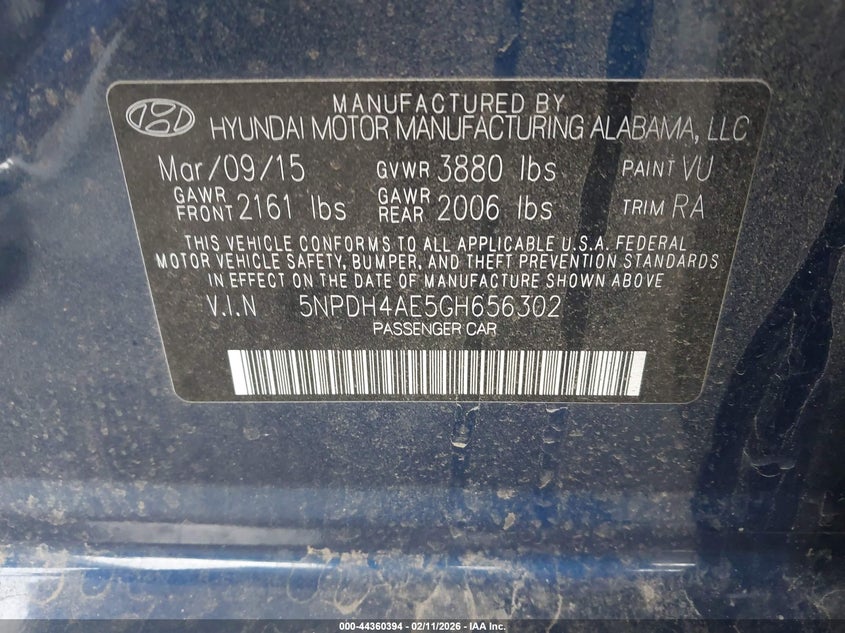 MANUFACTURED BY
HYUNDAI MOTOR MANUFACTURING ALABAMA, LLC
Mar/09/15 GVWR 3880 lbs PAINT VU
GAWR FRONT 2161 lbs GAWR REAR 2006 lbs TRIM RA
THIS VEHICLE CONFORMS TO ALL APPLICABLE U.S.A. FEDERAL
MOTOR VEHICLE SAFETY, BUMPER, AND THEFT PREVENTION STANDARDS
IN EFFECT ON THE DATE OF MANUFACTURE SHOWN ABOVE
V.I.N 5NPDH4AE5GH656302
PASSENGER CAR
000-44360394 - 02/11/2026 - IAA Inc.